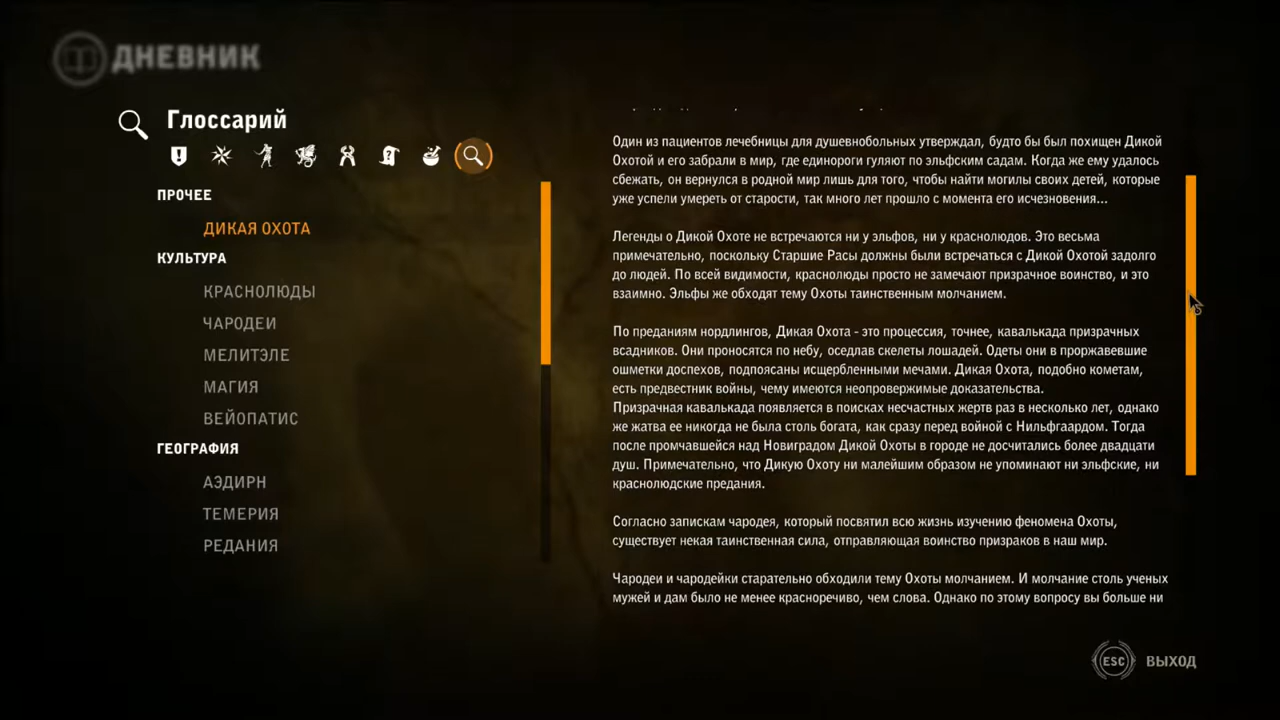 ДНЕВНИК
Глоссарий
ПРОЧЕЕ
ДИКАЯ ОХОТА
КУЛЬТУРА
КРАСНОЛЮДЫ
ЧАРОДЕИ
МЕЛИТЭЛЕ
МАГИЯ
ВЕЙОПАТИС
ГЕОГРАФИЯ
АЭДИРН
ТЕМЕРИЯ
РЕДАНИЯ
Один из пациентов лечебницы для душевнобольных утверждал, будто бы был похищен Дикой
Охотой и его забрали в мир, где единороги гуляют по эльфским садам. Когда же ему удалось
сбежать, он вернулся в родной мир лишь для того, чтобы найти могилы своих детей, которые
уже успели умереть от старости, так много лет прошло с момента его исчезновения...
Легенды о Дикой Охоте не встречаются ни у эльфов, ни у краснолюдов. Это весьма
примечательно, поскольку Старшие Расы должны были встречаться с Дикой Охотой задолго
до людей. По всей видимости, краснолюды просто не замечают призрачное воинство, и это
взаимно. Эльфы же обходят тему Охоты таинственным молчанием.
По преданиям нордлингов, Дикая Охота - это процессия, точнее, кавалькада призрачных
всадников. Они проносятся по небу, оседлав скелеты лошадей. Одеты они в проржавевшие
ошметки доспехов, подпоясаны исщербленными мечами. Дикая Охота, подобно кометам,
есть предвестник войны, чему имеются неопровержимые доказательства.
Призрачная кавалькада появляется в поисках несчастных жертв раз в несколько лет, однако
же жатва ее никогда не была столь богата, как сразу перед войной с Нильфгаардом. Тогда
после промчавшейся над Новиградом Дикой Охоты в городе не досчитались более двадцати
душ. Примечательно, что Дикую Охоту ни малейшим образом не упоминают ни эльфские, ни
краснолюдские предания.
Согласно запискам чародея, который посвятил всю жизнь изучению феномена Охоты,
существует некая таинственная сила, отправляющая воинство призраков в наш мир.
Чародеи и чародейки старательно обходили тему Охоты молчанием. И молчание столь ученых
мужей и дам было не менее красноречиво, чем слова. Однако по этому вопросу вы больше ни
ESC ВЫХОД